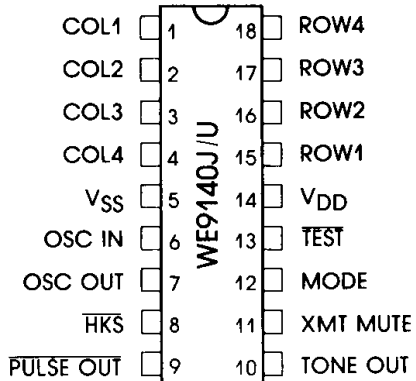 COL1 1 18 ROW4
COL2 2 17 ROW3
COL3 3 16 ROW2
COL4 4 15 ROW1
VSS 5 14 VDD
OSC IN 6 13 TEST
OSC OUT 7 12 MODE
HKS 8 11 XMT MUTE
PULSE OUT 9 10 TONE OUT
WE9140J/U